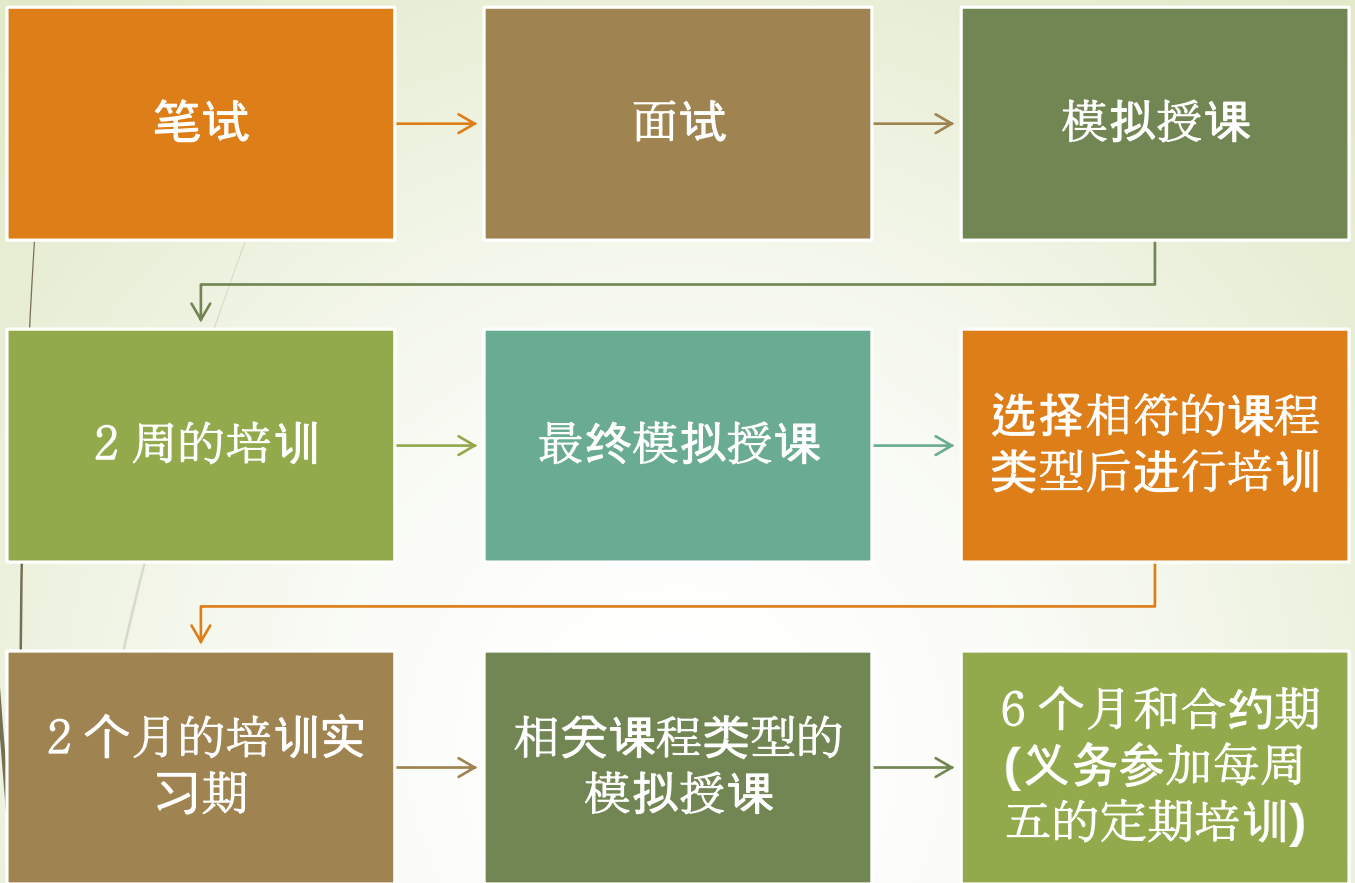 笔试
面试
模拟授课
2 周的培训
最终模拟授课
选择相符的课程
类型后进行培训
2 个月的培训实
习期
相关课程类型的
模拟授课
6 个月和合约期
(义务参加每周
五的定期培训)